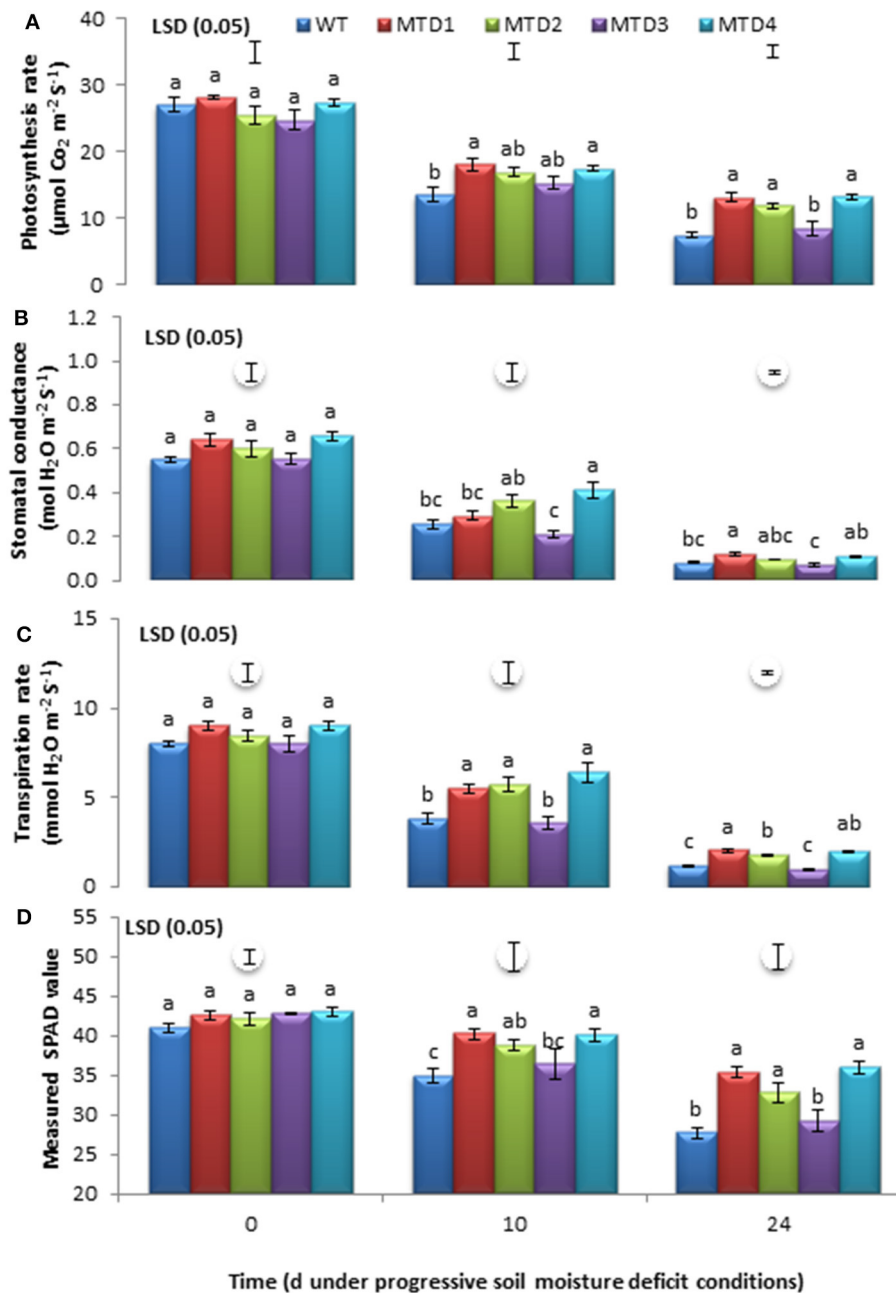 A
LSD (0.05) WT MTD1 MTD2 MTD3 MTD4
Photosynthesis rate
(µmol Co₂ m⁻² S⁻¹)
40
30
20
10
0
a a a a a
b a ab ab a
b a a b a
B
LSD (0.05)
Stomatal conductance
(mol H₂O m⁻² S⁻¹)
1.2
1.0
0.8
0.6
0.4
0.2
0.0
a a a a a
bc bc ab c a
bc a abc c ab
C
LSD (0.05)
Transpiration rate
(mmol H₂O m⁻² S⁻¹)
15
10
5
0
a a a a a
b a a b a
c a b c ab
D
LSD (0.05)
Measured SPAD value
55
50
45
40
35
30
25
20
a a a a a
c a ab bc a
b a a b a
0 10 24
Time (d under progressive soil moisture deficit conditions)